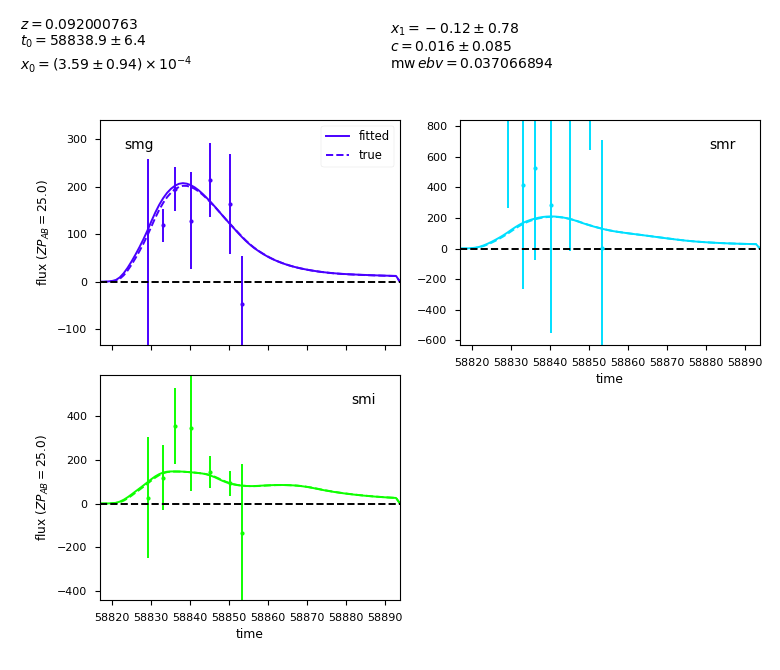 z = 0.092000763
t₀ = 58838.9 ± 6.4
x₀ = (3.59 ± 0.94) × 10⁻⁴
x₁ = −0.12 ± 0.78
c = 0.016 ± 0.085
mw ebv = 0.037066894
smg
fitted
true
300
200
100
0
−100
flux (ZP_AB = 25.0)
smr
800
600
400
200
0
−200
−400
−600
58820 58830 58840 58850 58860 58870 58880 58890
time
smi
400
200
0
−200
−400
flux (ZP_AB = 25.0)
58820 58830 58840 58850 58860 58870 58880 58890
time